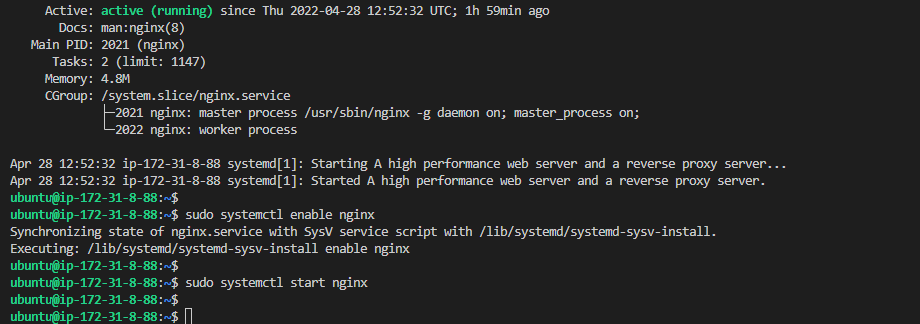 Active: active (running) since Thu 2022-04-28 12:52:32 UTC; 1h 59min ago
Docs: man:nginx(8)
Main PID: 2021 (nginx)
Tasks: 2 (limit: 1147)
Memory: 4.8M
CGroup: /system.slice/nginx.service
├─2021 nginx: master process /usr/sbin/nginx -g daemon on; master_process on;
└─2022 nginx: worker process
Apr 28 12:52:32 ip-172-31-8-88 systemd[1]: Starting A high performance web server and a reverse proxy server...
Apr 28 12:52:32 ip-172-31-8-88 systemd[1]: Started A high performance web server and a reverse proxy server.
ubuntu@ip-172-31-8-88:~$
ubuntu@ip-172-31-8-88:~$ sudo systemctl enable nginx
Synchronizing state of nginx.service with SysV service script with /lib/systemd/systemd-sysv-install.
Executing: /lib/systemd/systemd-sysv-install enable nginx
ubuntu@ip-172-31-8-88:~$
ubuntu@ip-172-31-8-88:~$ sudo systemctl start nginx
ubuntu@ip-172-31-8-88:~$
ubuntu@ip-172-31-8-88:~$